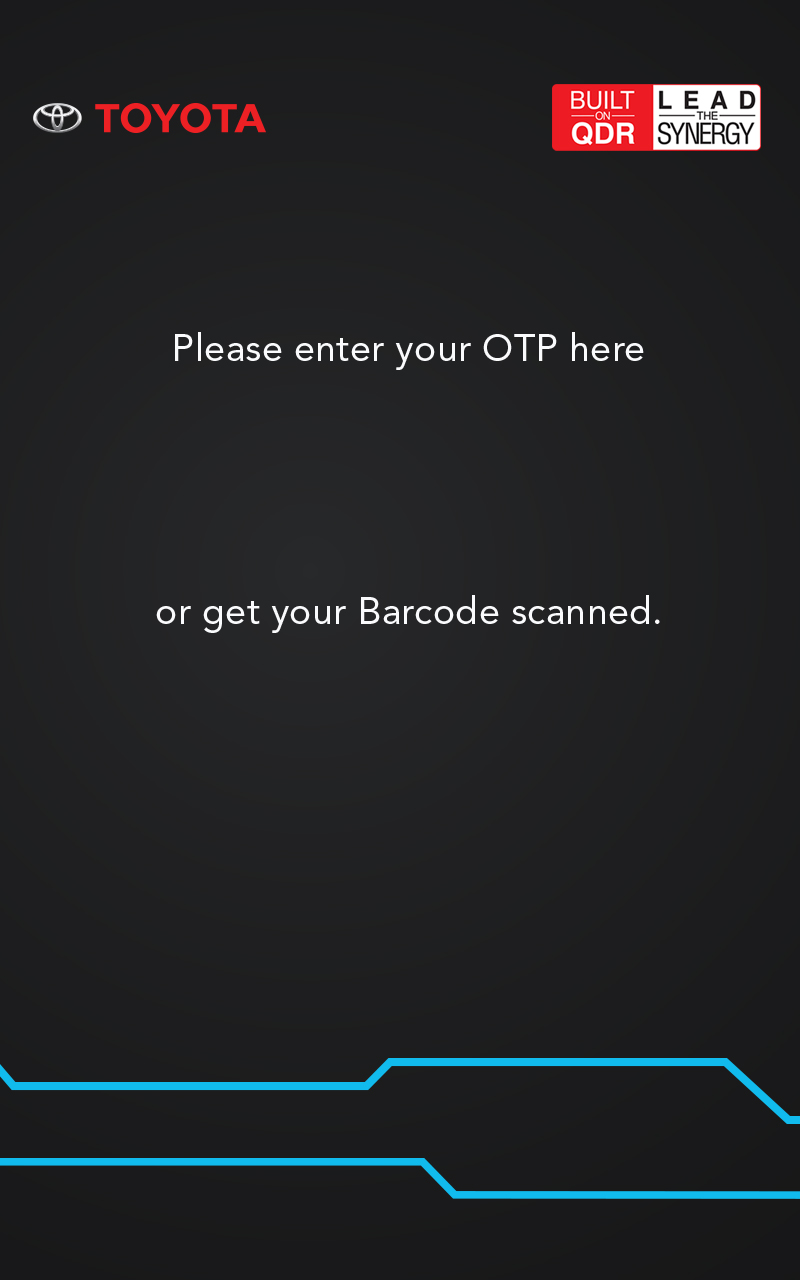 TOYOTA
BUILT
ON
QDR
LEAD
THE
SYNERGY
Please enter your OTP here
or get your Barcode scanned.